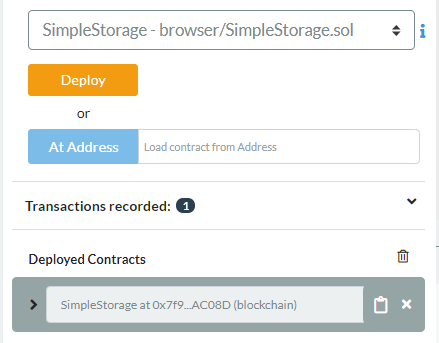 SimpleStorage - browser/SimpleStorage.sol
Deploy
or
At Address Load contract from Address
Transactions recorded: 1
Deployed Contracts
SimpleStorage at 0x7f9...AC08D (blockchain)